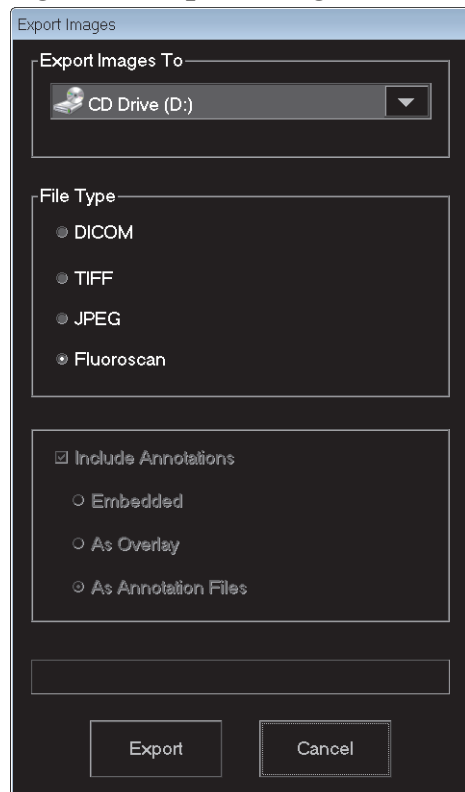 Export Images
Export Images To
CD Drive (D:)
File Type
DICOM
TIFF
JPEG
Fluoroscan
Include Annotations
Embedded
As Overlay
As Annotation Files
Export
Cancel